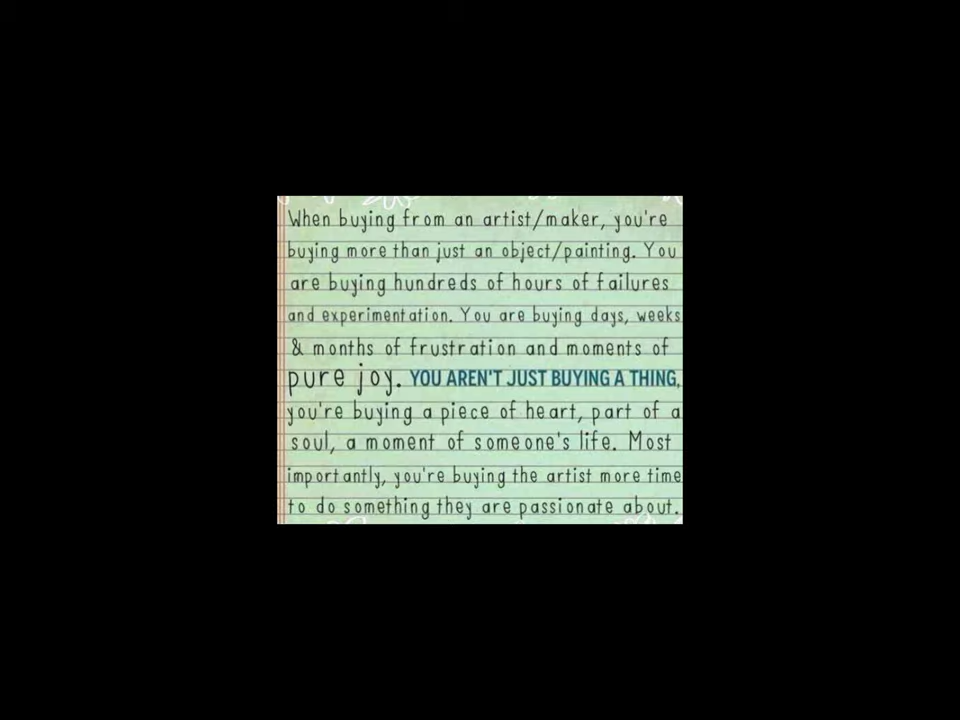 When buying from an artist/maker, you're
buying more than just an object/painting. You
are buying hundreds of hours of failures
and experimentation. You are buying days, weeks
& months of frustration and moments of
pure joy. YOU AREN'T JUST BUYING A THING,
you're buying a piece of heart, part of a
soul, a moment of someone's life. Most
importantly, you're buying the artist more time
to do something they are passionate about.